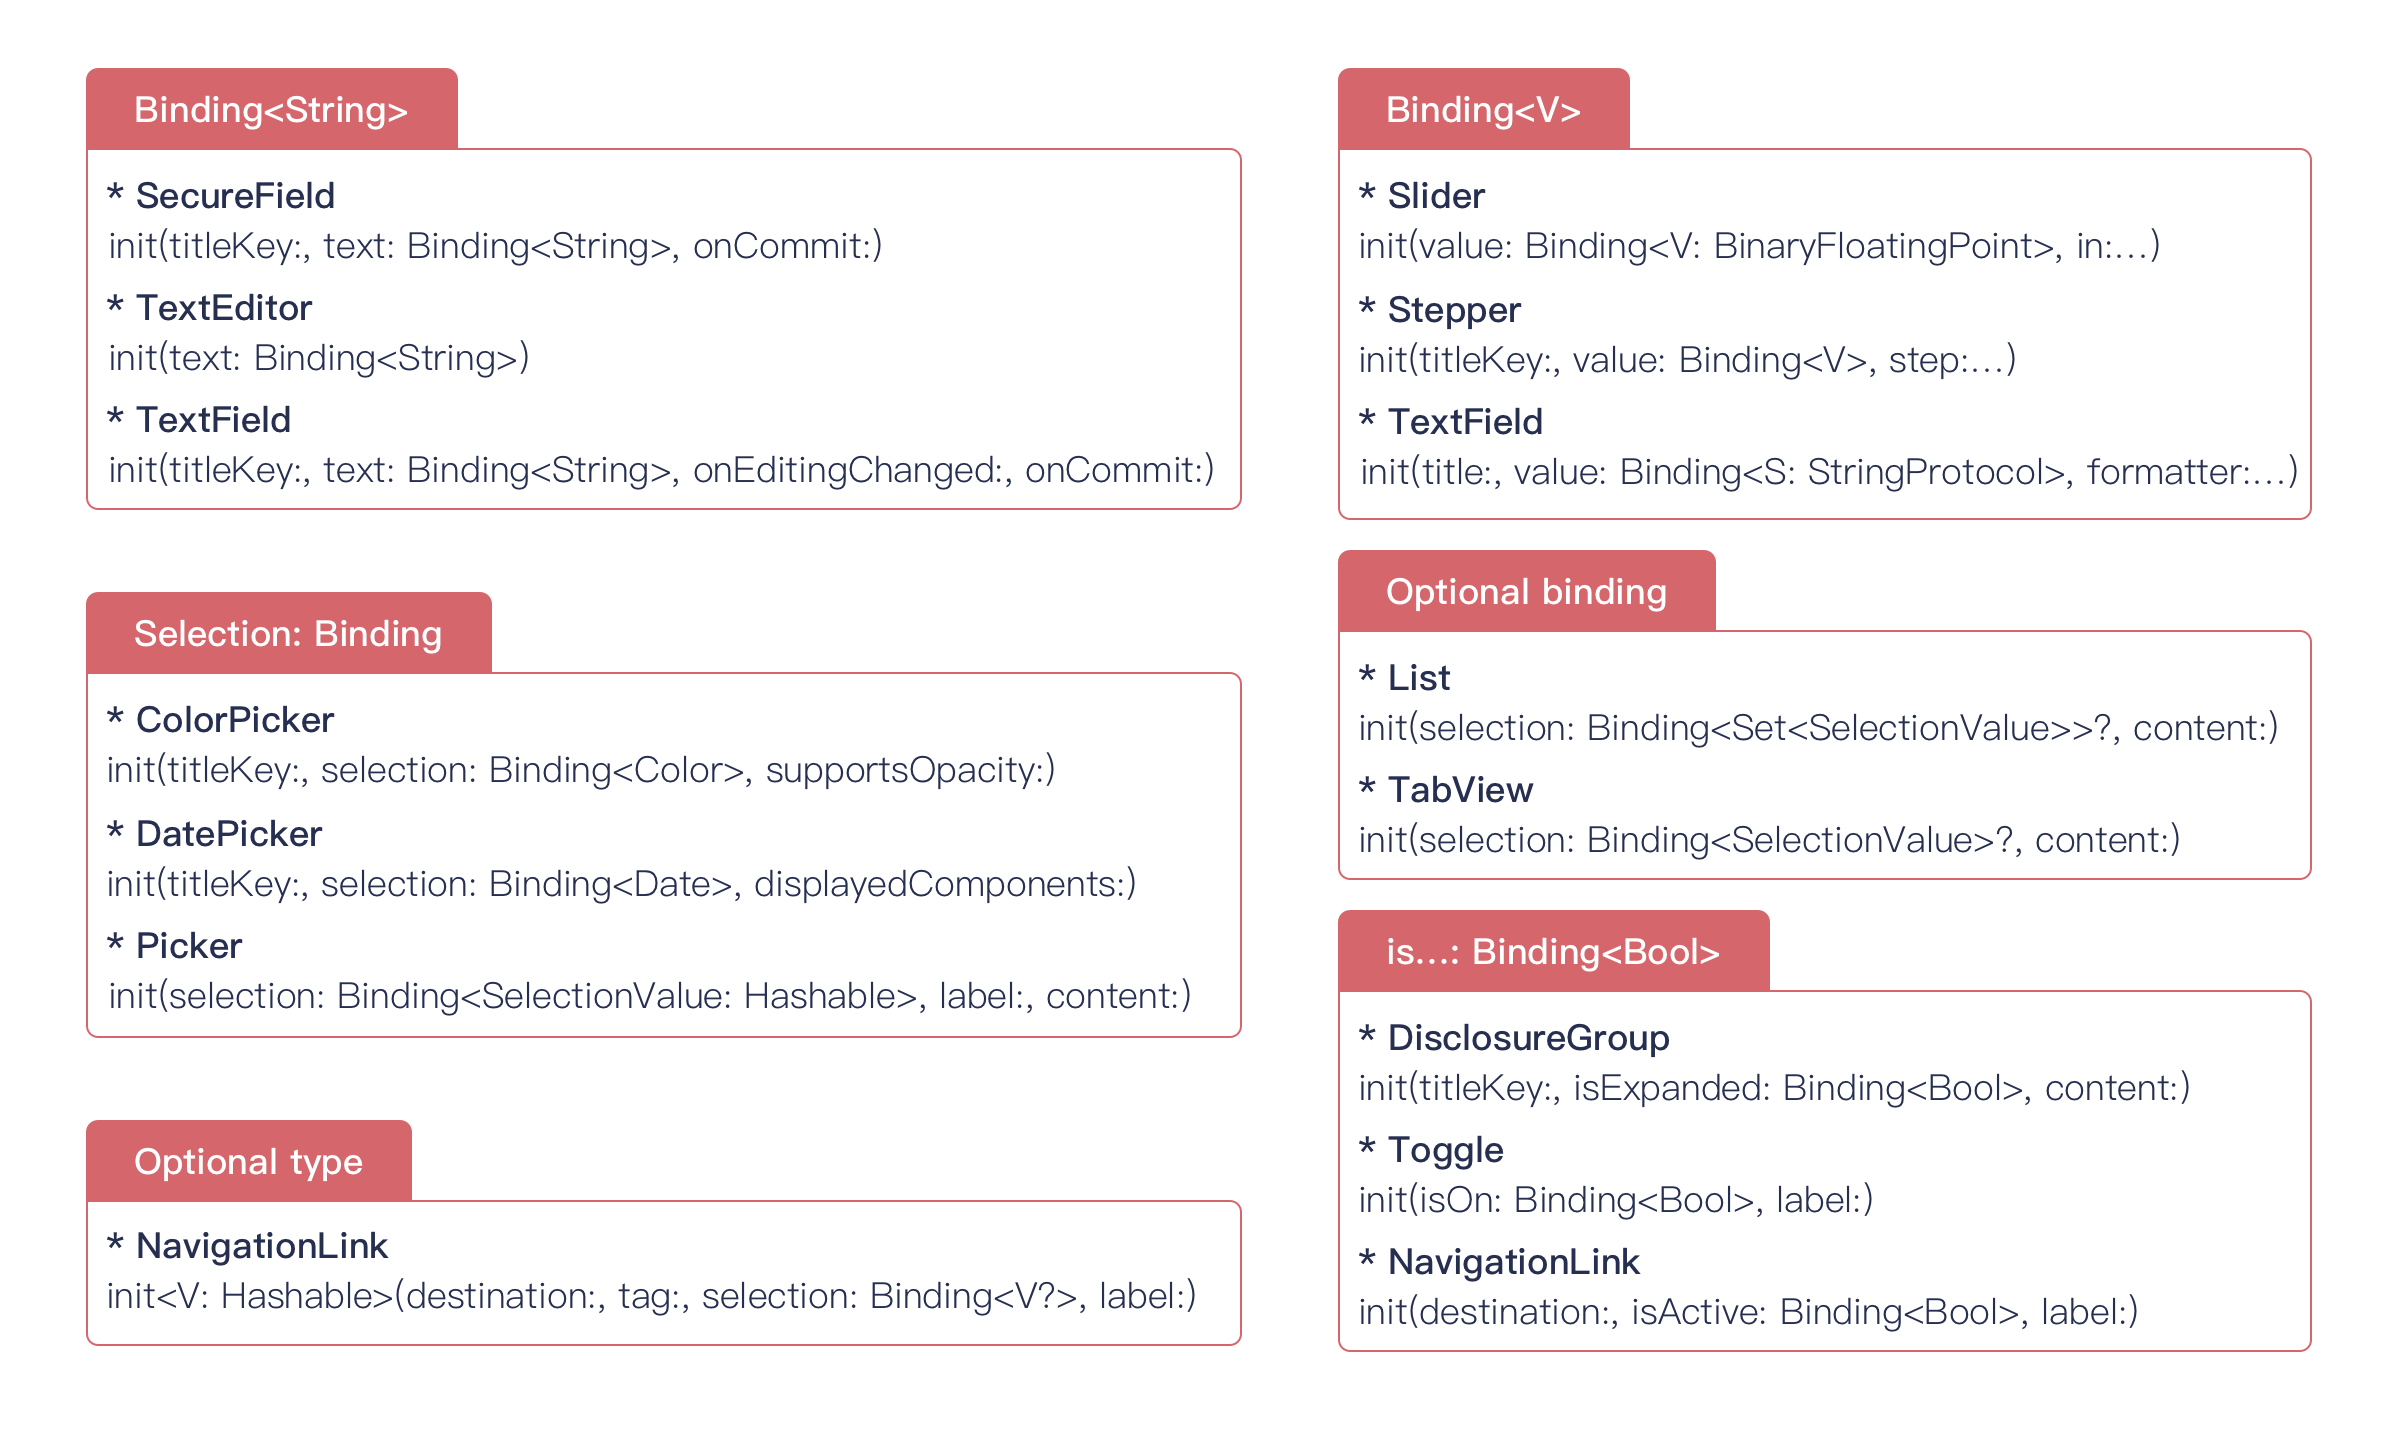 Binding<String>
* SecureField
init(titleKey:, text: Binding<String>, onCommit:)
* TextEditor
init(text: Binding<String>)
* TextField
init(titleKey:, text: Binding<String>, onEditingChanged:, onCommit:)
Selection: Binding
* ColorPicker
init(titleKey:, selection: Binding<Color>, supportsOpacity:)
* DatePicker
init(titleKey:, selection: Binding<Date>, displayedComponents:)
* Picker
init(selection: Binding<SelectionValue: Hashable>, label:, content:)
Optional type
* NavigationLink
init<V: Hashable>(destination:, tag:, selection: Binding<V?>, label:)
Binding<V>
* Slider
init(value: Binding<V: BinaryFloatingPoint>, in:...)
* Stepper
init(titleKey:, value: Binding<V>, step:...)
* TextField
init(title:, value: Binding<S: StringProtocol>, formatter:...)
Optional binding
* List
init(selection: Binding<Set<SelectionValue>>?, content:)
* TabView
init(selection: Binding<SelectionValue>?, content:)
is...: Binding<Bool>
* DisclosureGroup
init(titleKey:, isExpanded: Binding<Bool>, content:)
* Toggle
init(isOn: Binding<Bool>, label:)
* NavigationLink
init(destination:, isActive: Binding<Bool>, label:)